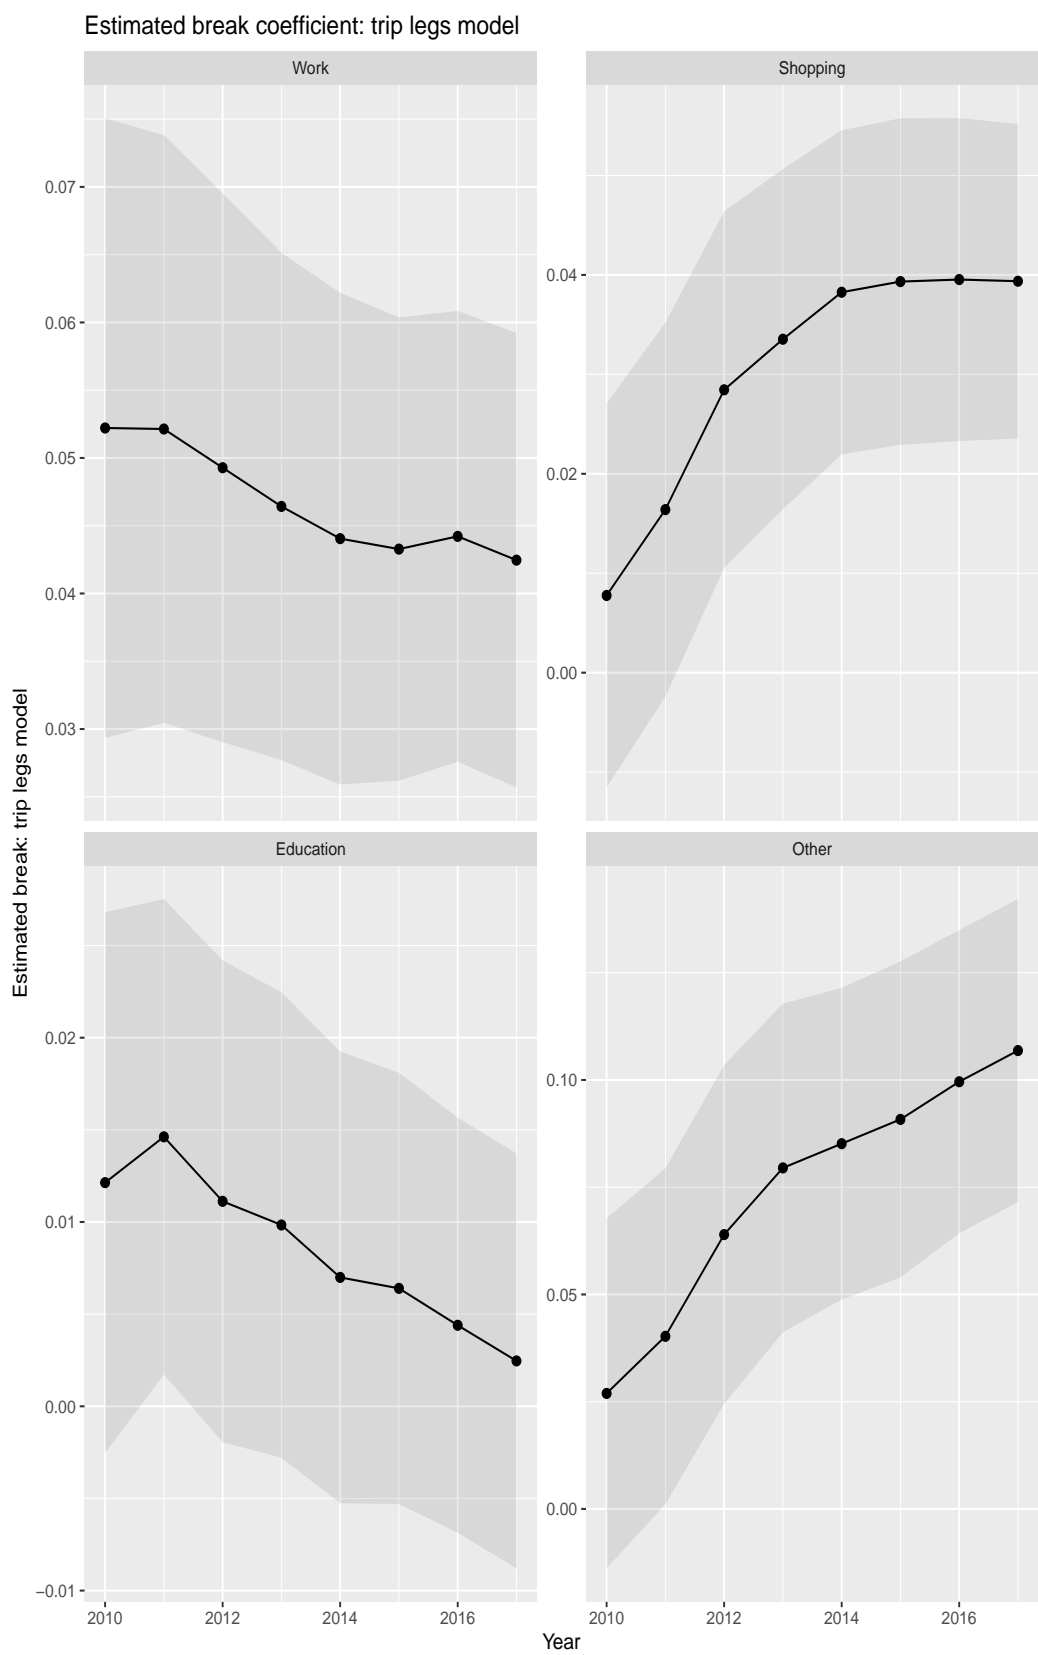 Estimated break coefficient: trip legs model
Work
Shopping
0.07
0.06
0.05
0.04
0.03
0.04
0.02
0.00
Estimated break: trip legs model
Education
Other
0.02
0.01
0.00
−0.01
0.10
0.05
0.00
2010 2012 2014 2016
2010 2012 2014 2016
Year